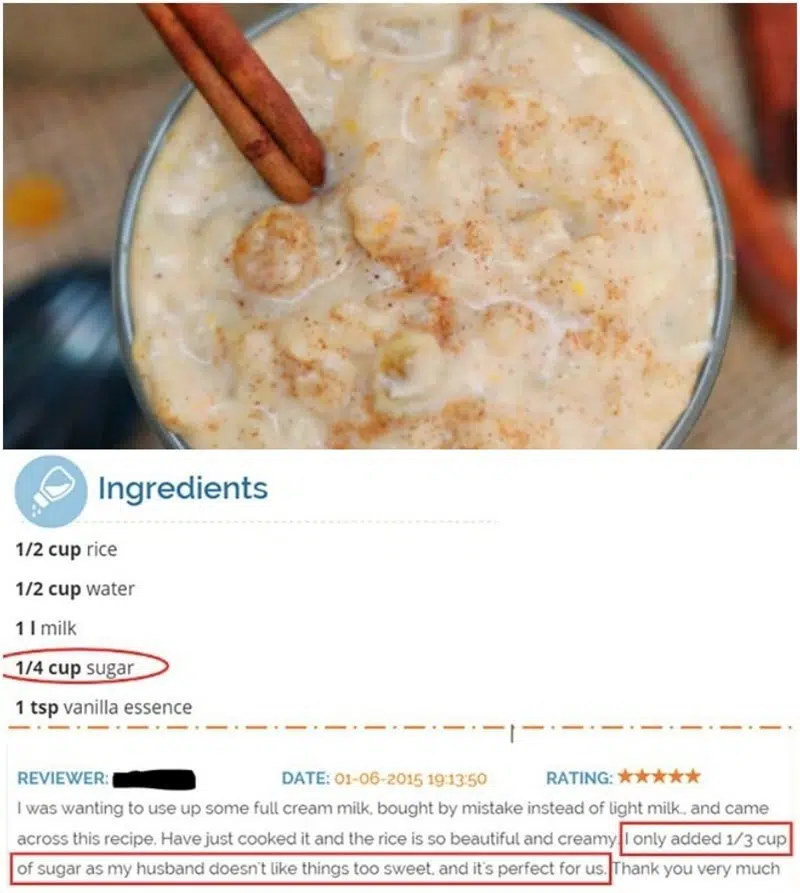 Ingredients
1/2 cup rice
1/2 cup water
1 l milk
1/4 cup sugar
1 tsp vanilla essence
REVIEWER: DATE: 01-06-2015 19:13:50 RATING: ★★★★★
I was wanting to use up some full cream milk, bought by mistake instead of light milk., and came
across this recipe. Have just cooked it and the rice is so beautiful and creamy. I only added 1/3 cup
of sugar as my husband doesn't like things too sweet, and it's perfect for us. Thank you very much